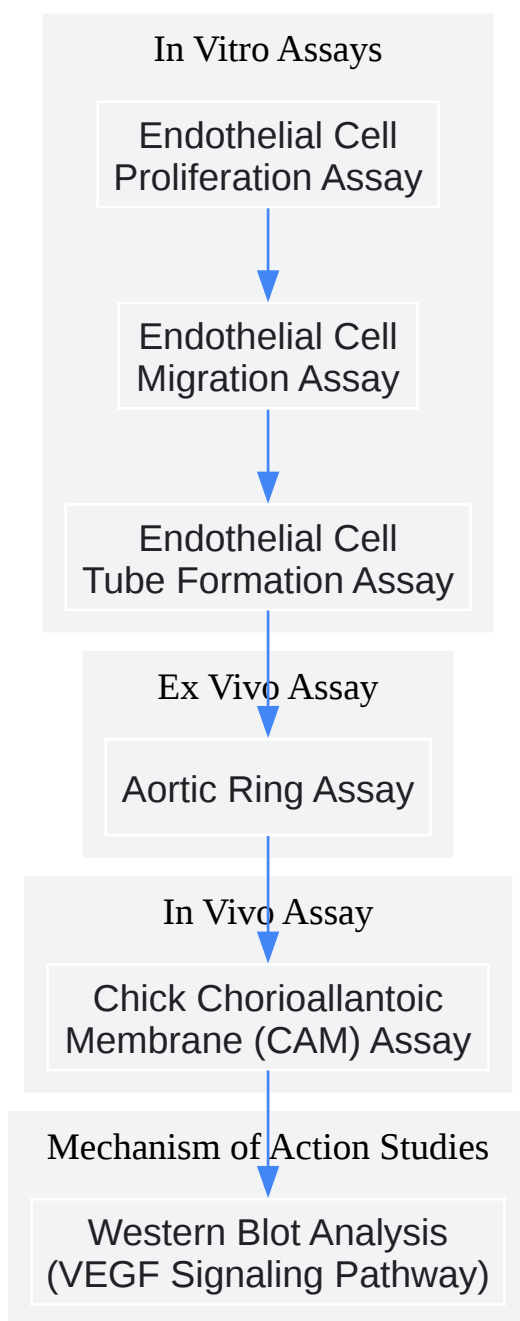 In Vitro Assays
Endothelial Cell
Proliferation Assay
Endothelial Cell
Migration Assay
Endothelial Cell
Tube Formation Assay
Ex Vivo Assay
Aortic Ring Assay
In Vivo Assay
Chick Chorioallantoic
Membrane (CAM) Assay
Mechanism of Action Studies
Western Blot Analysis
(VEGF Signaling Pathway)